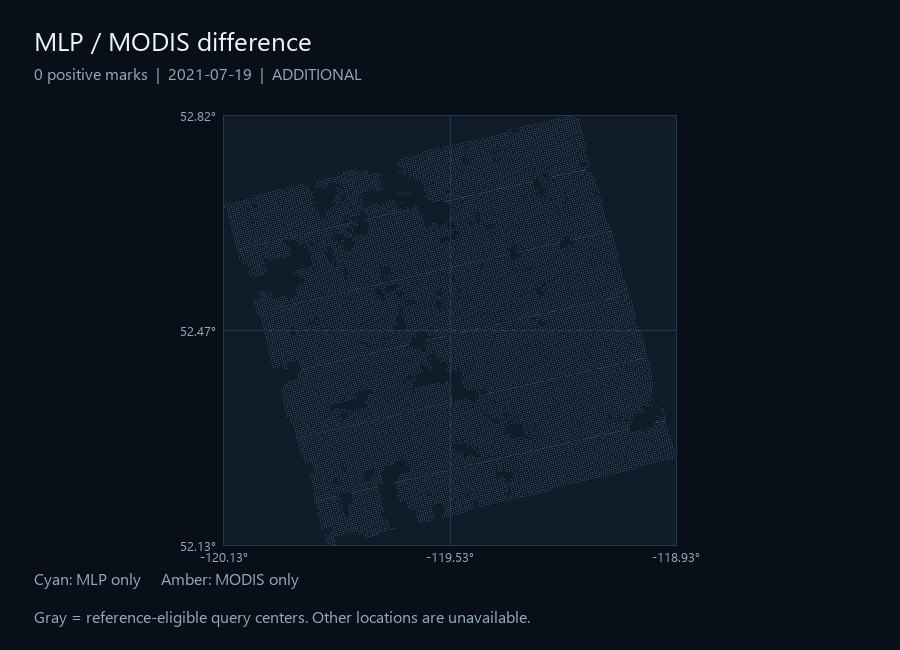 MLP / MODIS difference
0 positive marks | 2021-07-19 | ADDITIONAL
52.82°
52.47°
52.13°
-120.13° -119.53° -118.93°
Cyan: MLP only Amber: MODIS only
Gray = reference-eligible query centers. Other locations are unavailable.